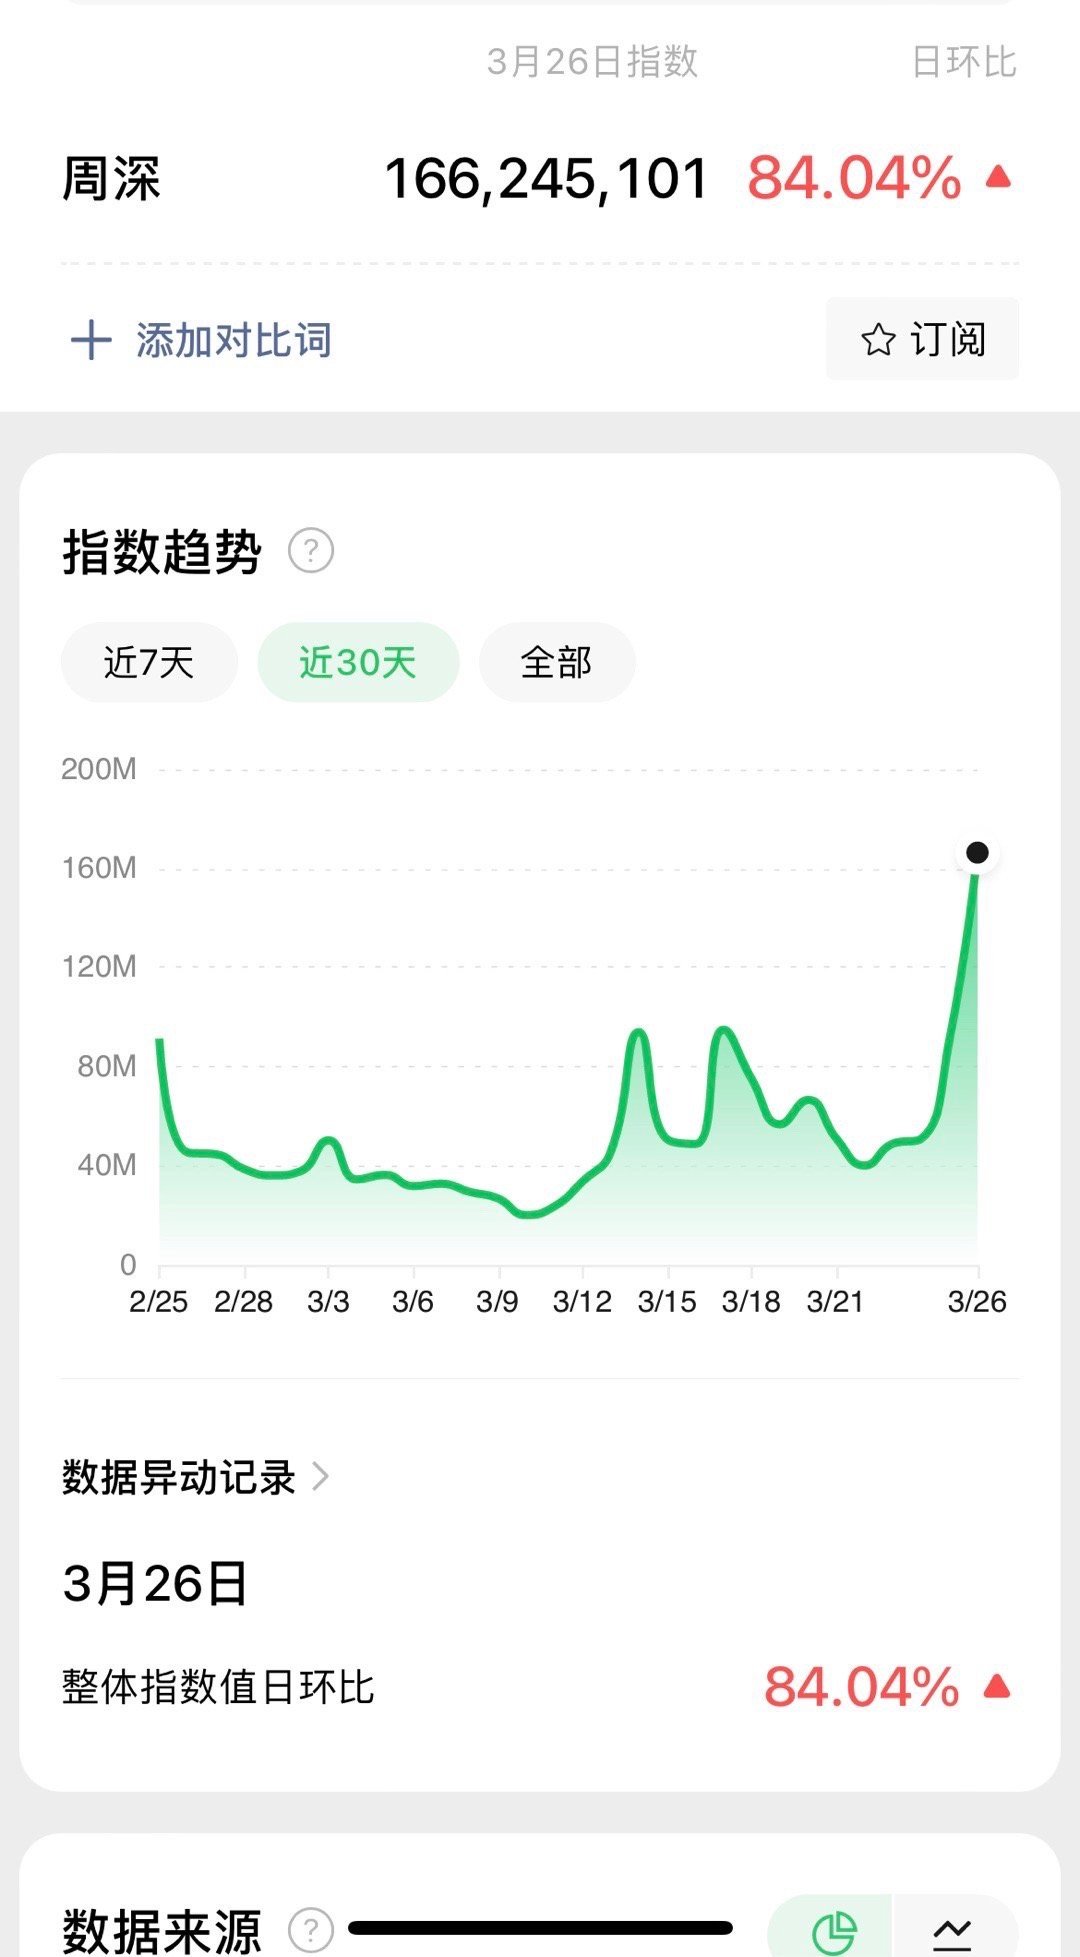 3月26日指数 日环比
周深 166,245,101 84.04%
添加对比词 订阅
指数趋势 ?
近7天 近30天 全部
200M
160M
120M
80M
40M
0
2/25 2/28 3/3 3/6 3/9 3/12 3/15 3/18 3/21 3/26
数据异动记录
3月26日
整体指数值日环比 84.04%
数据来源 ?